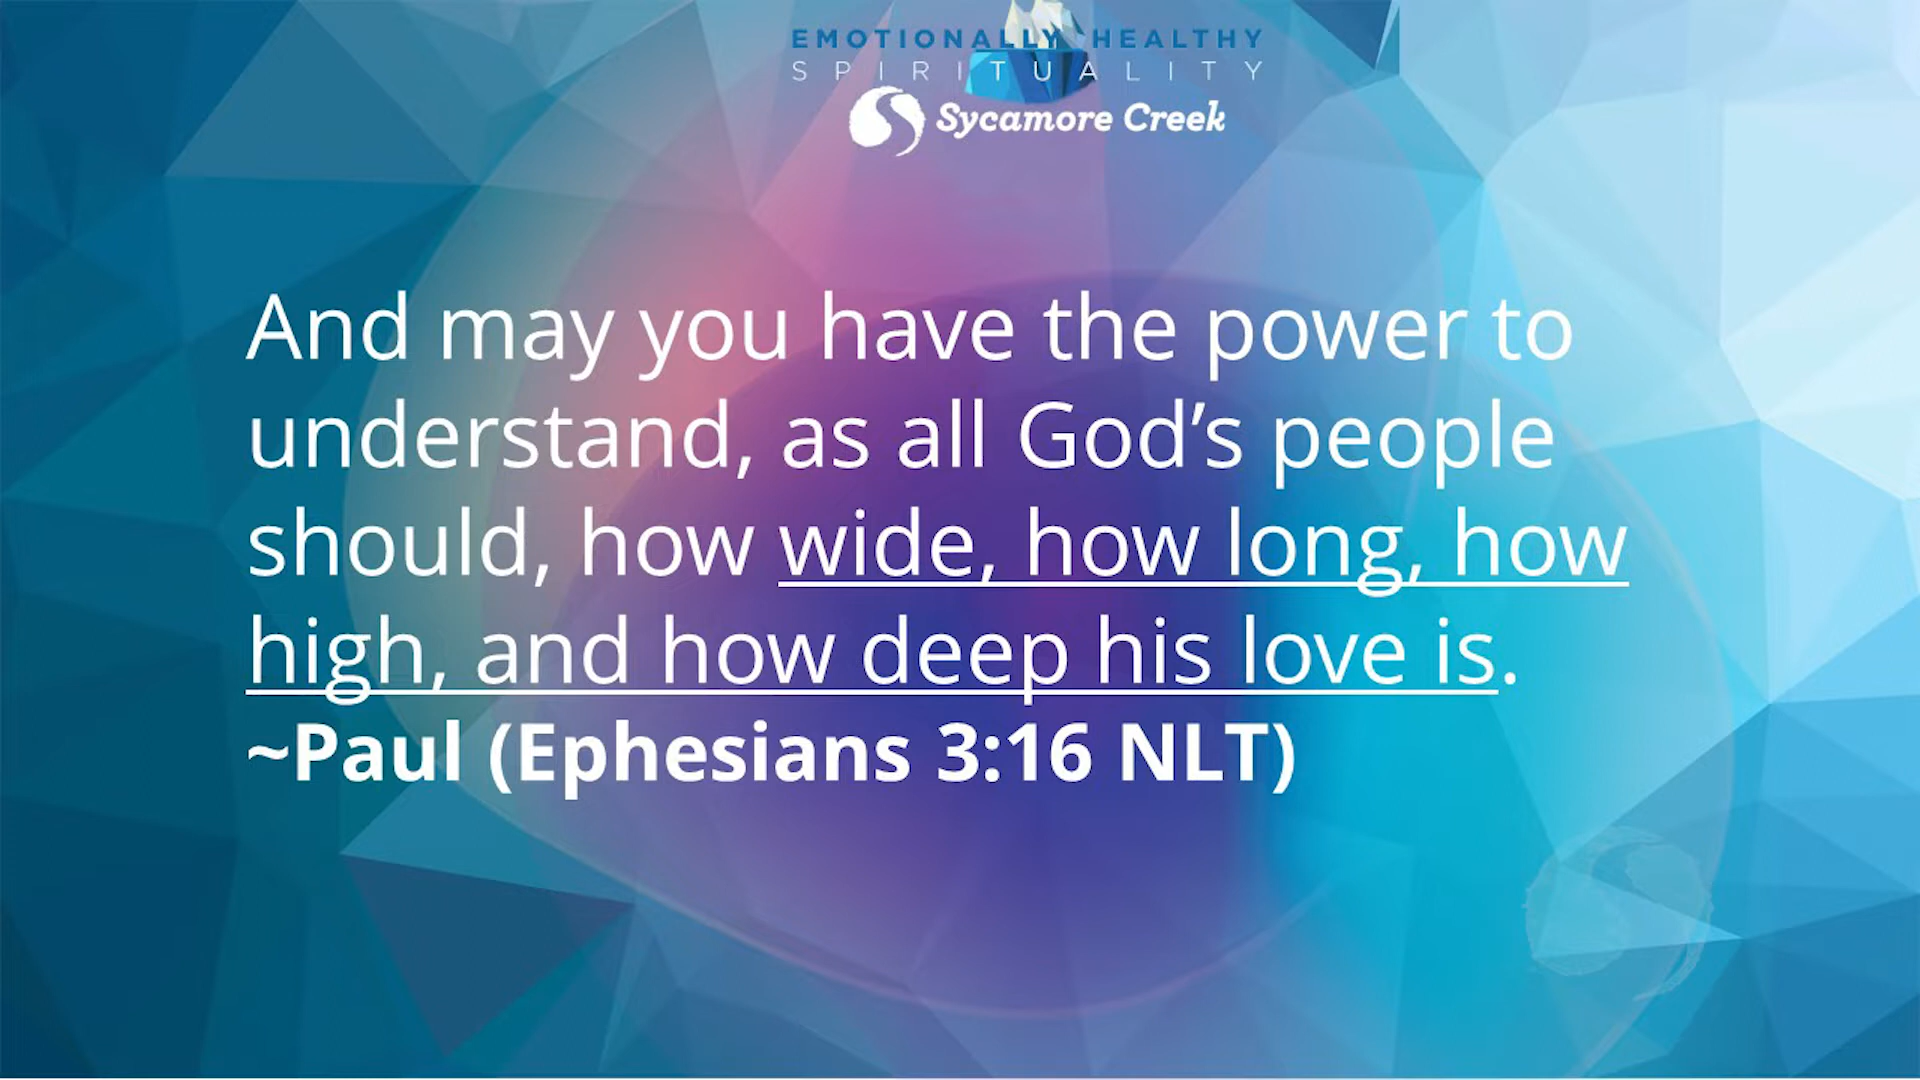 EMOTIONALLY HEALTHY
SPIRITUALITY
Sycamore Creek
And may you have the power to
understand, as all God’s people
should, how wide, how long, how
high, and how deep his love is.
~Paul (Ephesians 3:16 NLT)